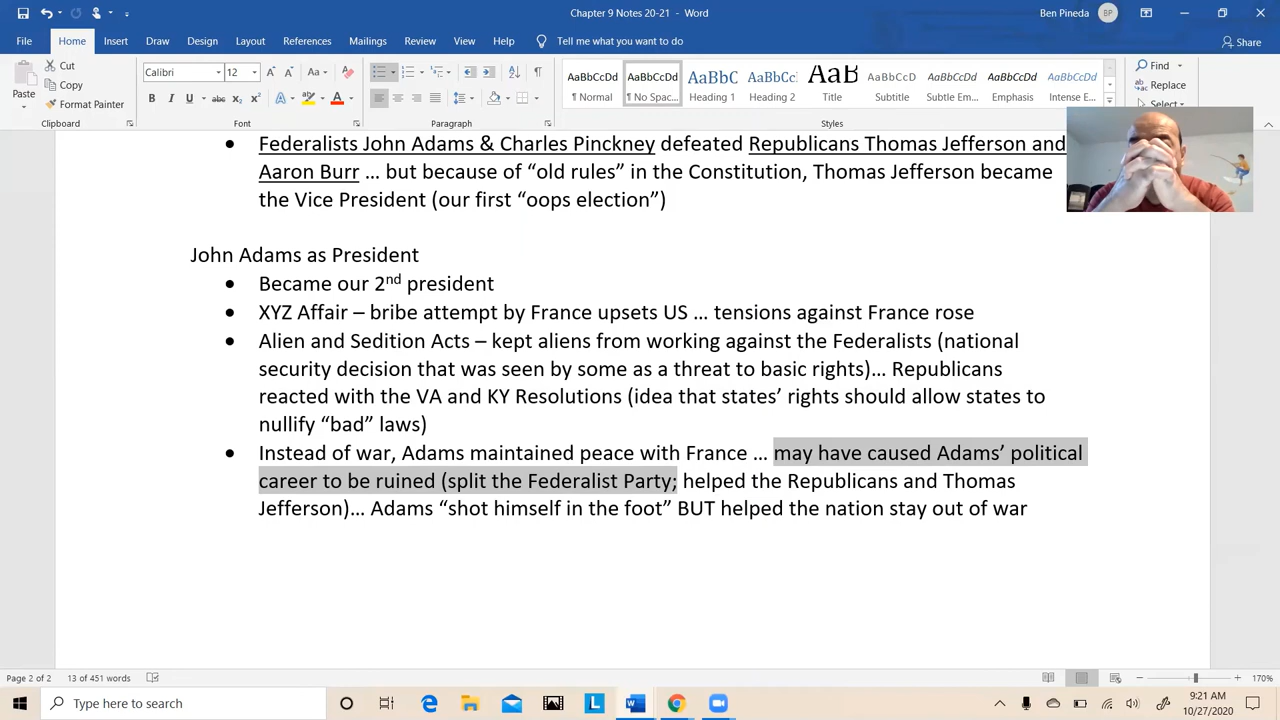 Chapter 9 Notes 20-21 - Word
Ben Pineda
BP
File Home Insert Draw Design Layout References Mailings Review View Help Tell me what you want to do
Share
Cut
Copy
Format Painter
Paste
Clipboard
Calibri
12
Font
Paragraph
AaBbCcDd AaBbCcDd AaBbC AaBbCc AaB AaBbCcD AaBbCcDd AaBbCcDd AaBbCcDd
¶ Normal ¶ No Spac... Heading 1 Heading 2 Title Subtitle Subtle Em... Emphasis Intense E...
Styles
Find
Replace
Select
• Federalists John Adams & Charles Pinckney defeated Republicans Thomas Jefferson and
Aaron Burr … but because of “old rules” in the Constitution, Thomas Jefferson became
the Vice President (our first “oops election”)
John Adams as President
• Became our 2nd president
• XYZ Affair – bribe attempt by France upsets US … tensions against France rose
• Alien and Sedition Acts – kept aliens from working against the Federalists (national
security decision that was seen by some as a threat to basic rights)… Republicans
reacted with the VA and KY Resolutions (idea that states’ rights should allow states to
nullify “bad” laws)
• Instead of war, Adams maintained peace with France … may have caused Adams’ political
career to be ruined (split the Federalist Party; helped the Republicans and Thomas
Jefferson)… Adams “shot himself in the foot” BUT helped the nation stay out of war
Page 2 of 2 13 of 451 words
170%
Type here to search
9:21 AM
10/27/2020